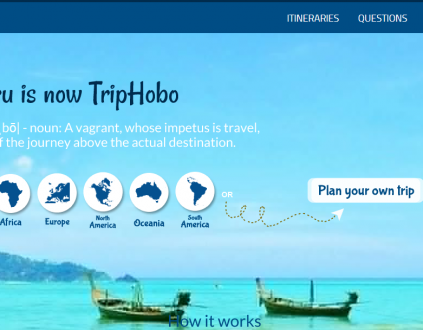 ITINERARIES QUESTIONS
u is now TripHobo
bō| - noun: A vagrant, whose impetus is travel,
f the journey above the actual destination.
OR
Plan your own trip
Africa Europe North America Oceania South America
How it works